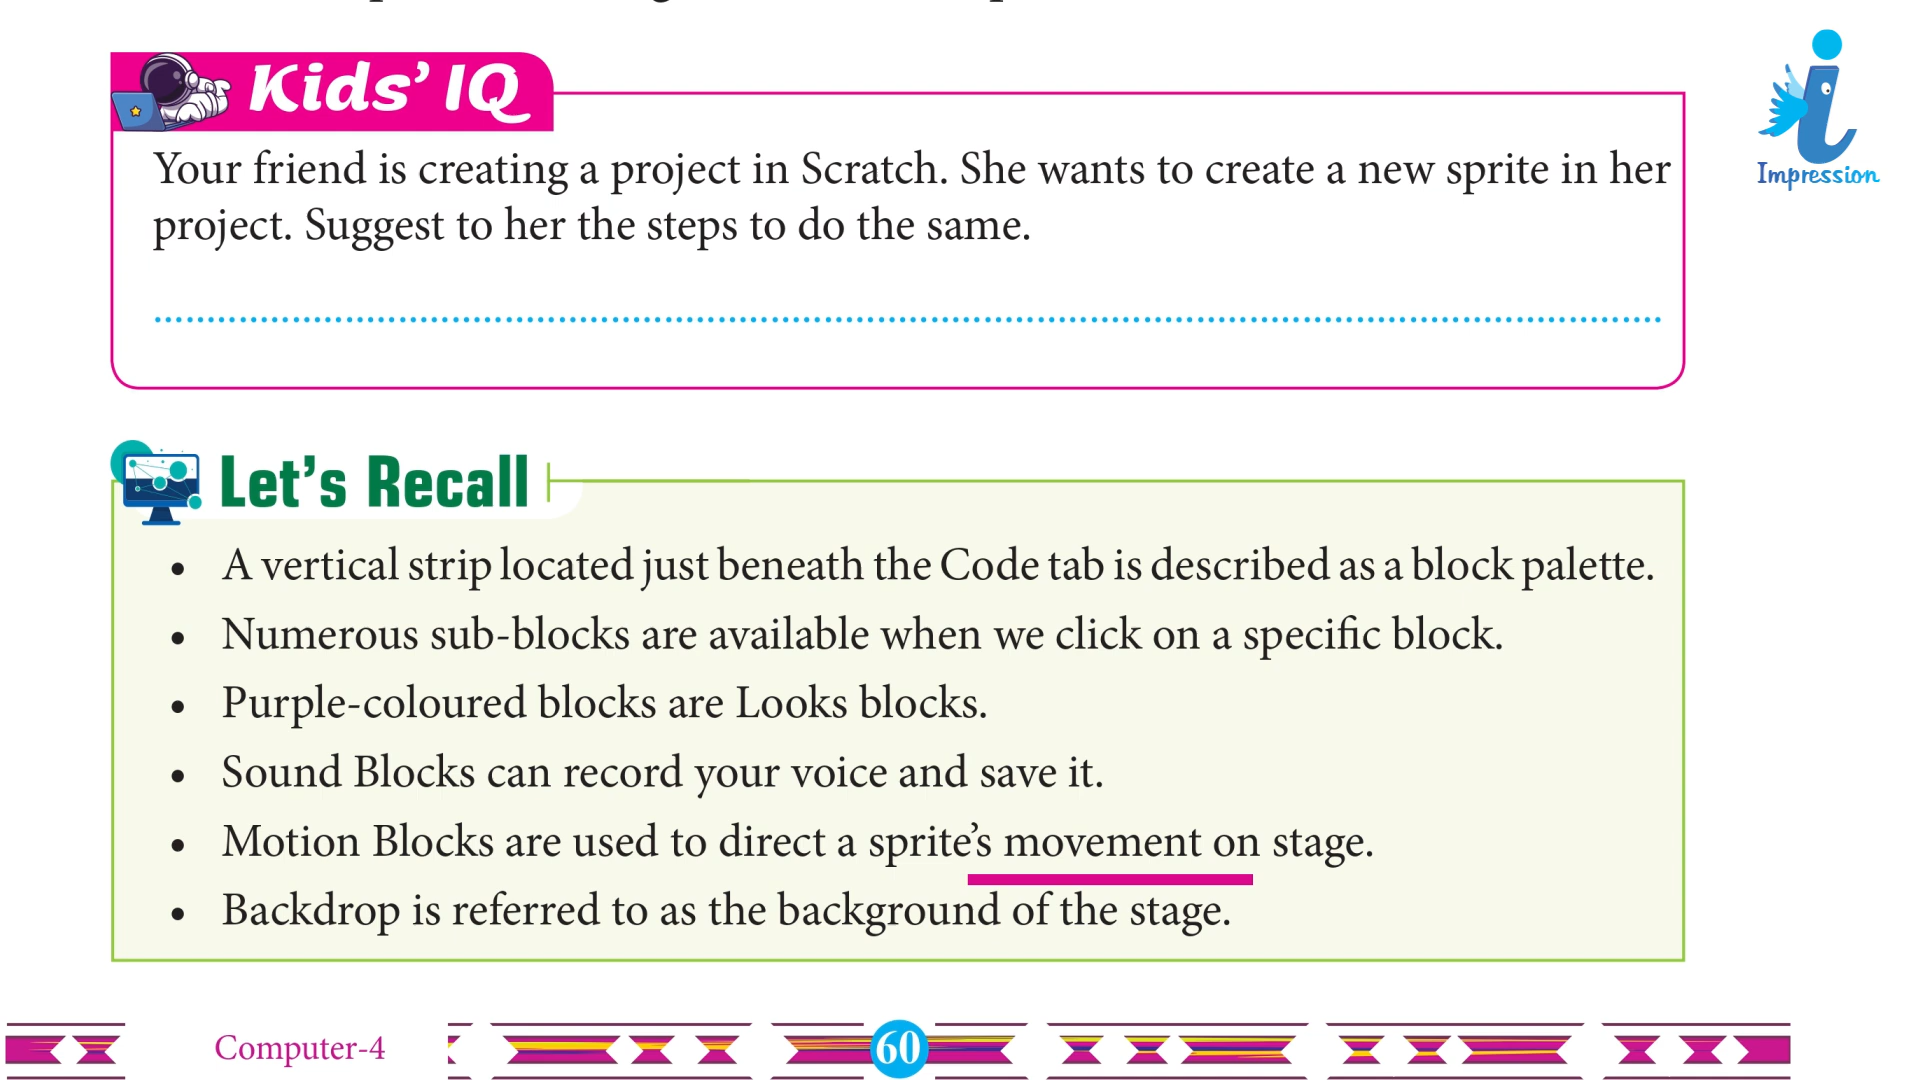 Kids' IQ
Impression
Your friend is creating a project in Scratch. She wants to create a new sprite in her
project. Suggest to her the steps to do the same.
Let's Recall
• A vertical strip located just beneath the Code tab is described as a block palette.
• Numerous sub-blocks are available when we click on a specific block.
• Purple-coloured blocks are Looks blocks.
• Sound Blocks can record your voice and save it.
• Motion Blocks are used to direct a sprite's movement on stage.
• Backdrop is referred to as the background of the stage.
Computer-4
60